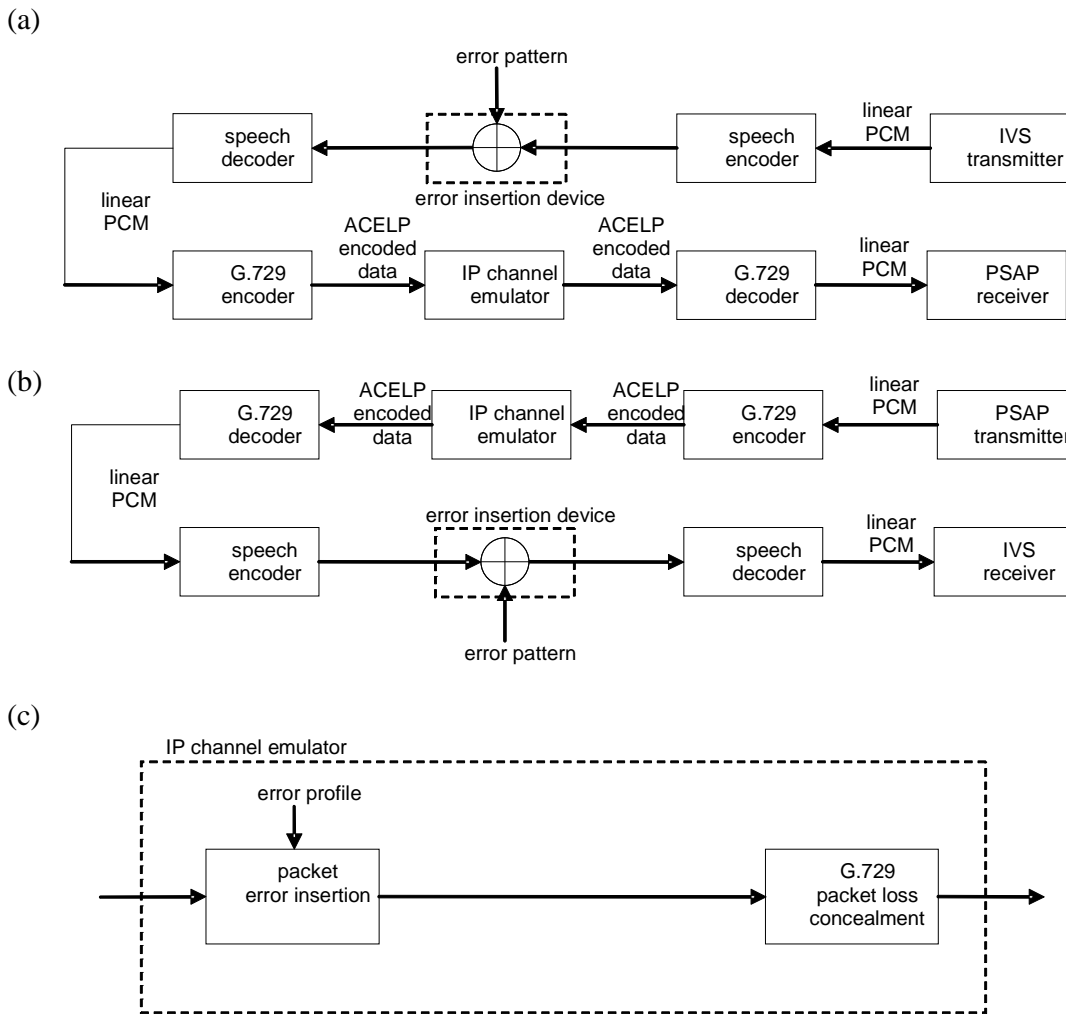 (a)
error pattern
linear
PCM
speech
decoder
speech
encoder
IVS
transmitter
error insertion device
linear
PCM
ACELP
encoded
data
ACELP
encoded
data
linear
PCM
G.729
encoder
IP channel
emulator
G.729
decoder
PSAP
receiver
(b)
ACELP
encoded
data
ACELP
encoded
data
linear
PCM
G.729
decoder
IP channel
emulator
G.729
encoder
PSAP
transmitter
linear
PCM
error insertion device
linear
PCM
speech
encoder
speech
decoder
IVS
receiver
error pattern
(c)
IP channel emulator
error profile
packet
error insertion
G.729
packet loss
concealment